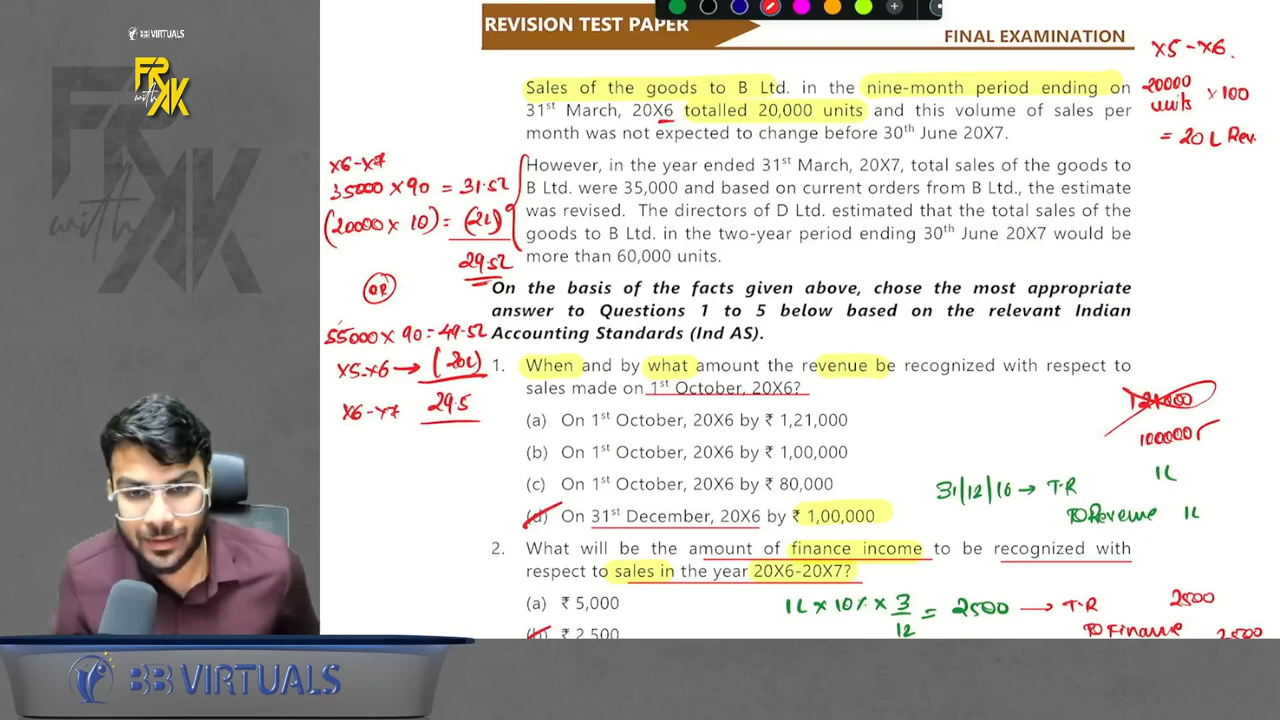 BB VIRTUALS
FR
with
AK
REVISION TEST PAPER
FINAL EXAMINATION
Sales of the goods to B Ltd. in the nine-month period ending on
31st March, 20X6 totalled 20,000 units and this volume of sales per
month was not expected to change before 30th June 20X7.
However, in the year ended 31st March, 20X7, total sales of the goods to
B Ltd. were 35,000 and based on current orders from B Ltd., the estimate
was revised. The directors of D Ltd. estimated that the total sales of the
goods to B Ltd. in the two-year period ending 30th June 20X7 would be
more than 60,000 units.
On the basis of the facts given above, chose the most appropriate
answer to Questions 1 to 5 below based on the relevant Indian
Accounting Standards (Ind AS).
1. When and by what amount the revenue be recognized with respect to
sales made on 1st October, 20X6?
(a) On 1st October, 20X6 by ₹ 1,21,000
(b) On 1st October, 20X6 by ₹ 1,00,000
(c) On 1st October, 20X6 by ₹ 80,000
(d) On 31st December, 20X6 by ₹ 1,00,000
2. What will be the amount of finance income to be recognized with
respect to sales in the year 20X6-20X7?
(a) ₹ 5,000
(b) ₹ 2,500
X5-X6.
20000
units × 100
= 20 L Rev.
X6-X7
35000 × 90 = 31.5L
(20000 × 10) = (2L)
29.5L
OR
55000 × 90 = 49.5L
X5-X6 → (20L)
X6-X7 29.5
121000
100000
31/12/16 → T.R 1L
To Revenue 1L
1L × 10% × 3/12 = 2500 → T.R 2500
To Finance 2500
FR
with
AK
BB VIRTUALS